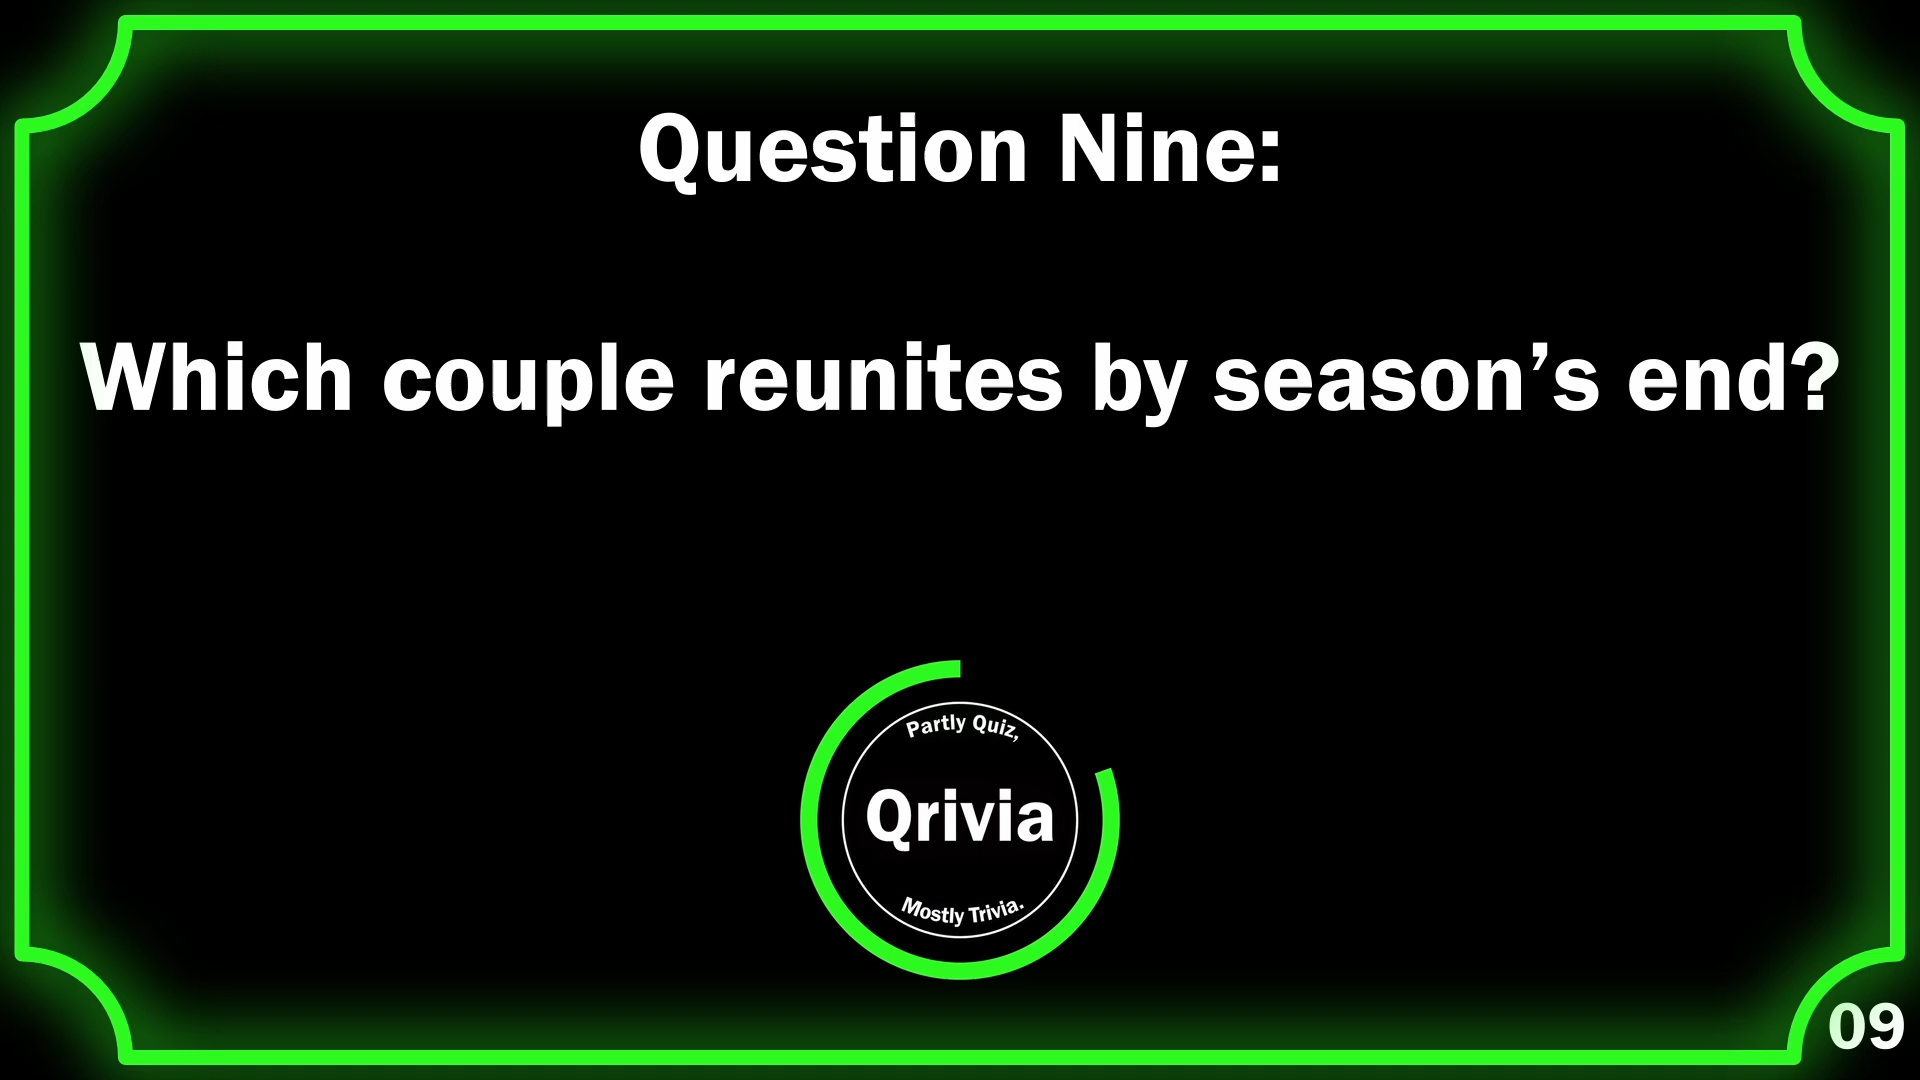 Question Nine:
Which couple reunites by season’s end?
Partly Quiz,
Qrivia
Mostly Trivia.
09